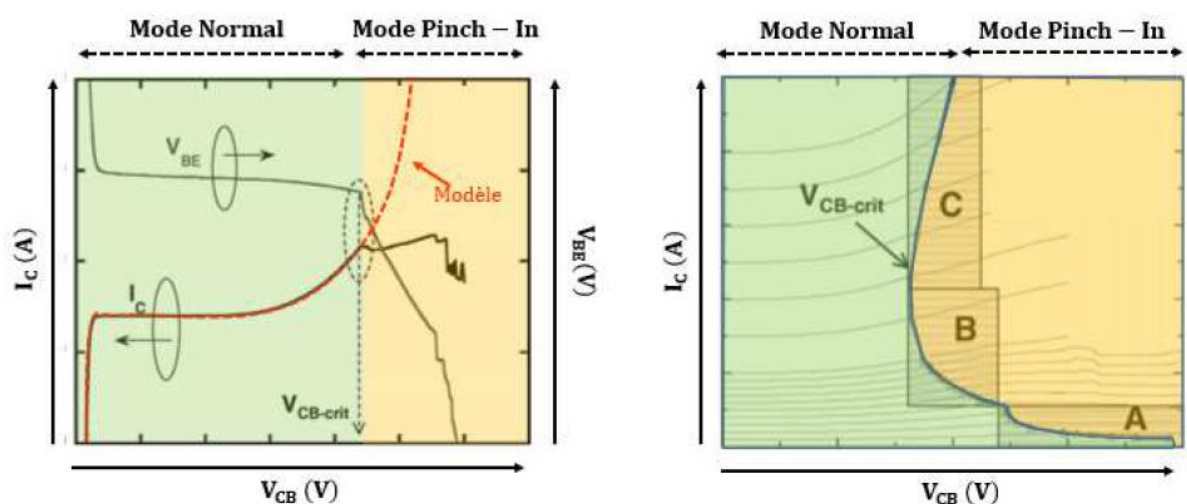 Mode Normal
Mode Pinch – In
I_C (A)
V_BE
Modèle
I_C
V_CB-crit
V_BE (V)
V_CB (V)
Mode Normal
Mode Pinch – In
I_C (A)
V_CB-crit
C
B
A
V_CB (V)